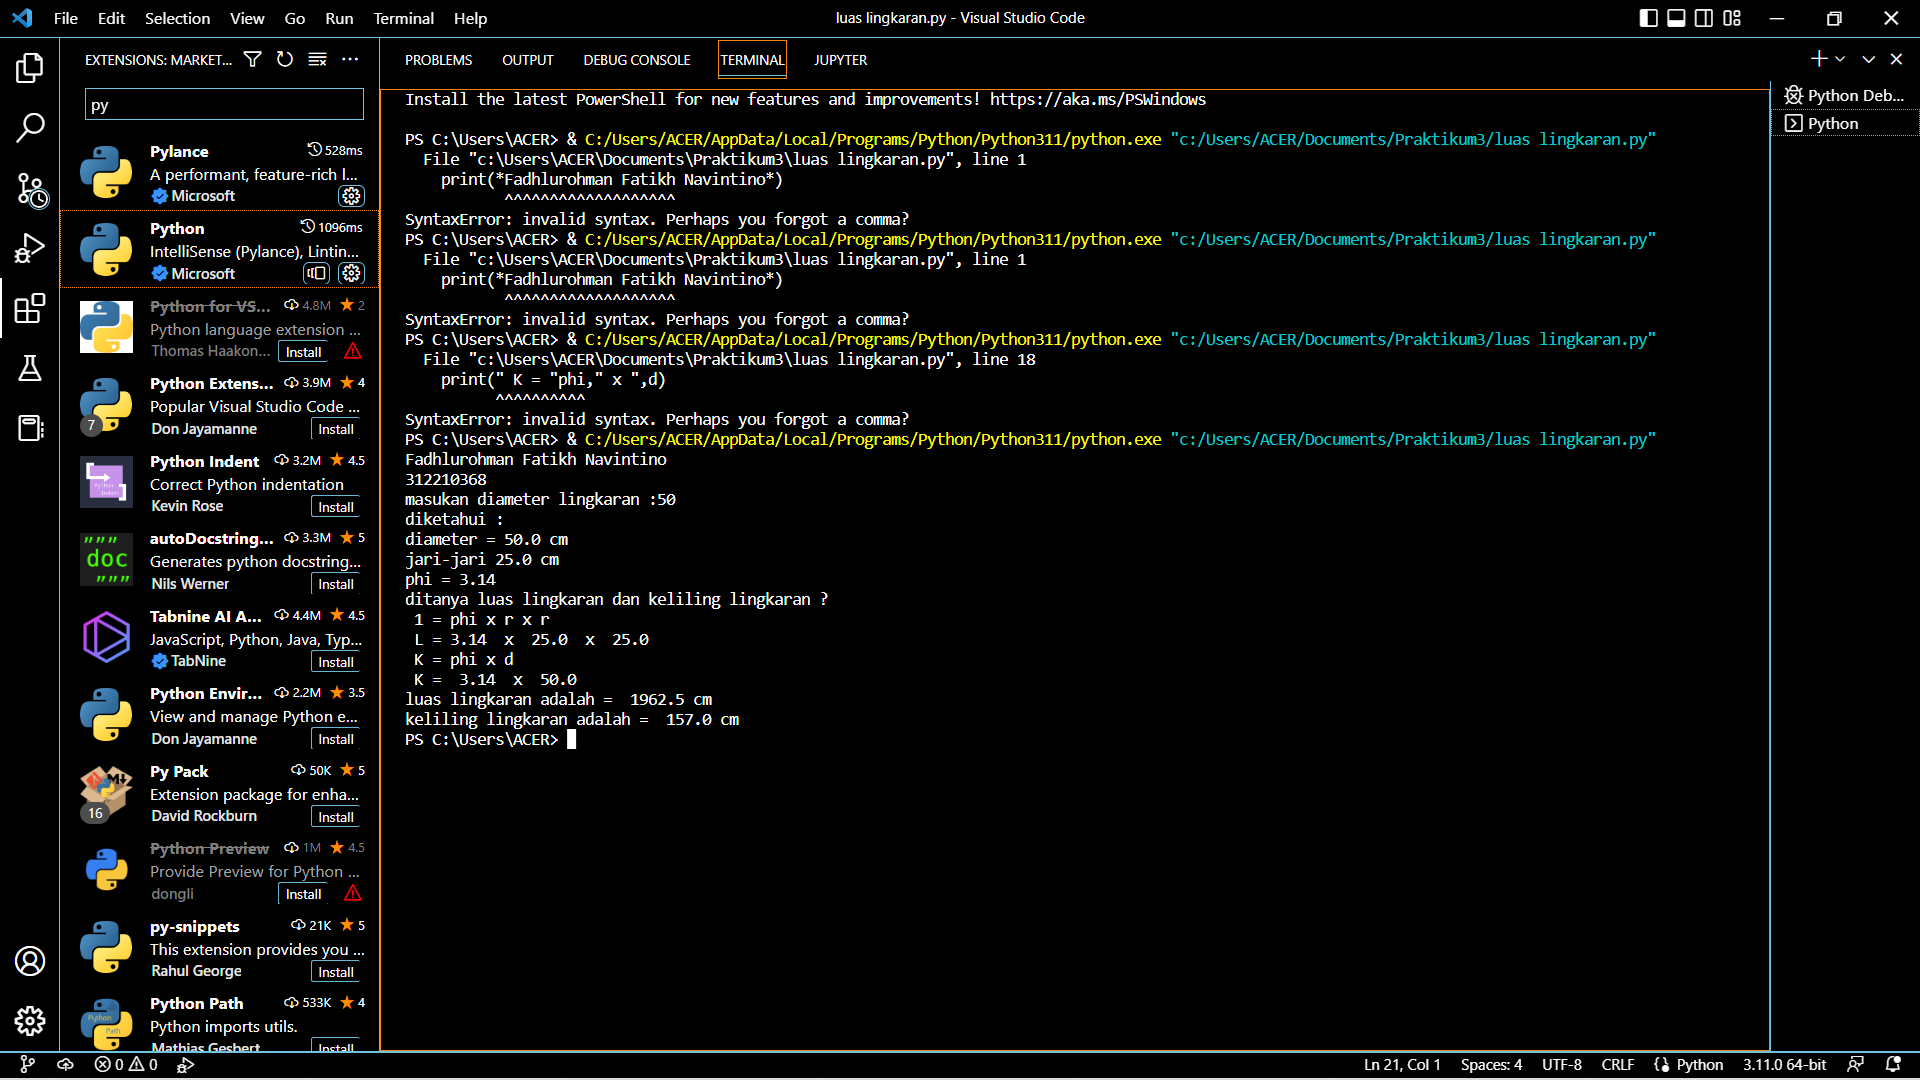 File Edit Selection View Go Run Terminal Help
luas lingkaran.py - Visual Studio Code
EXTENSIONS: MARKET...
py
Pylance 528ms
A performant, feature-rich l...
Microsoft
Python 1096ms
IntelliSense (Pylance), Lintin...
Microsoft
Python for VS... 4.8M 2
Python language extension ...
Thomas Haakon... Install
Python Extens... 3.9M 4
Popular Visual Studio Code ...
7
Don Jayamanne Install
Python Indent 3.2M 4.5
Correct Python indentation
Kevin Rose Install
autoDocstring... 3.3M 5
""" doc """
Generates python docstring...
Nils Werner Install
Tabnine AI A... 4.4M 4.5
JavaScript, Python, Java, Typ...
TabNine Install
Python Envir... 2.2M 3.5
View and manage Python e...
Don Jayamanne Install
Py Pack 50K 5
Extension package for enha...
16
David Rockburn Install
Python Preview 1M 4.5
Provide Preview for Python ...
dongli Install
py-snippets 21K 5
This extension provides you ...
Rahul George Install
Python Path 533K 4
Python imports utils.
Mathias Gesbert Install
PROBLEMS OUTPUT DEBUG CONSOLE TERMINAL JUPYTER
Install the latest PowerShell for new features and improvements! https://aka.ms/PSWindows
PS C:\Users\ACER> & C:/Users/ACER/AppData/Local/Programs/Python/Python311/python.exe "c:/Users/ACER/Documents/Praktikum3/luas lingkaran.py"
  File "c:\Users\ACER\Documents\Praktikum3\luas lingkaran.py", line 1
    print(*Fadhlurohman Fatikh Navintino*)
           ^^^^^^^^^^^^^^^^^^^
SyntaxError: invalid syntax. Perhaps you forgot a comma?
PS C:\Users\ACER> & C:/Users/ACER/AppData/Local/Programs/Python/Python311/python.exe "c:/Users/ACER/Documents/Praktikum3/luas lingkaran.py"
  File "c:\Users\ACER\Documents\Praktikum3\luas lingkaran.py", line 1
    print(*Fadhlurohman Fatikh Navintino*)
           ^^^^^^^^^^^^^^^^^^^
SyntaxError: invalid syntax. Perhaps you forgot a comma?
PS C:\Users\ACER> & C:/Users/ACER/AppData/Local/Programs/Python/Python311/python.exe "c:/Users/ACER/Documents/Praktikum3/luas lingkaran.py"
  File "c:\Users\ACER\Documents\Praktikum3\luas lingkaran.py", line 18
    print(" K = "phi," x ",d)
          ^^^^^^^^^^
SyntaxError: invalid syntax. Perhaps you forgot a comma?
PS C:\Users\ACER> & C:/Users/ACER/AppData/Local/Programs/Python/Python311/python.exe "c:/Users/ACER/Documents/Praktikum3/luas lingkaran.py"
Fadhlurohman Fatikh Navintino
312210368
masukan diameter lingkaran :50
diketahui :
diameter = 50.0 cm
jari-jari 25.0 cm
phi = 3.14
ditanya luas lingkaran dan keliling lingkaran ?
 1 = phi x r x r
 L = 3.14  x  25.0  x  25.0
 K = phi x d
 K =  3.14  x  50.0
luas lingkaran adalah =  1962.5 cm
keliling lingkaran adalah =  157.0 cm
PS C:\Users\ACER>
Python Deb...
Python
0 0
Ln 21, Col 1 Spaces: 4 UTF-8 CRLF Python 3.11.0 64-bit